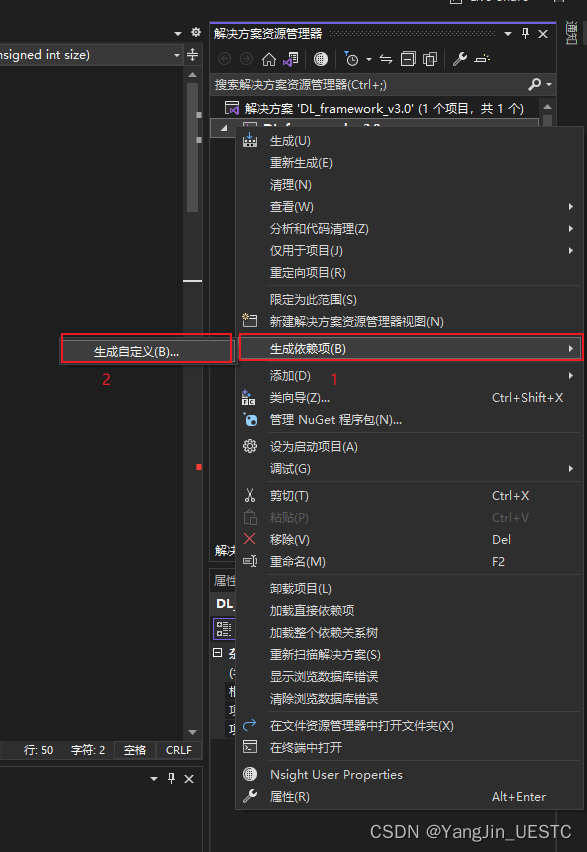 Live Share
通知
nsigned int size)
解决方案资源管理器
搜索解决方案资源管理器(Ctrl+;)
解决方案 'DL_framework_v3.0' (1 个项目，共 1 个)
生成(U)
重新生成(E)
清理(N)
查看(W)
分析和代码清理(Z)
仅用于项目(J)
重定向项目(R)
限定为此范围(S)
新建解决方案资源管理器视图(N)
生成依赖项(B)
生成自定义(B)...
2
添加(D)
1
类向导(Z)... Ctrl+Shift+X
管理 NuGet 程序包(N)...
设为启动项目(A)
调试(G)
剪切(T) Ctrl+X
粘贴(P) Ctrl+V
移除(V) Del
重命名(M) F2
卸载项目(L)
加载直接依赖项
加载整个依赖关系树
重新扫描解决方案(S)
显示浏览数据库错误
清除浏览数据库错误
在文件资源管理器中打开文件夹(X)
在终端中打开
Nsight User Properties
属性(R) Alt+Enter
解决
属性
DL_
行: 50 字符: 2 空格 CRLF
CSDN @YangJin_UESTC